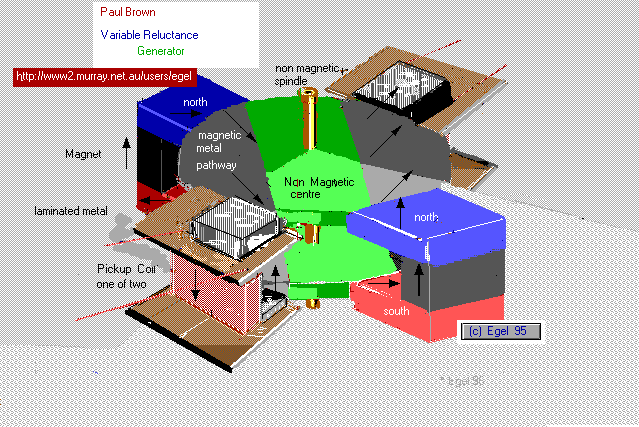 Paul Brown
Variable Reluctance
Generator
http://www2.murray.net.au/users/egel
non magnetic
spindle
north
magnetic
metal
pathway
Magnet
Non Magnetic
centre
laminated metal
north
Pickup Coil
one of two
south
(c) Egel 95
* Egel 96